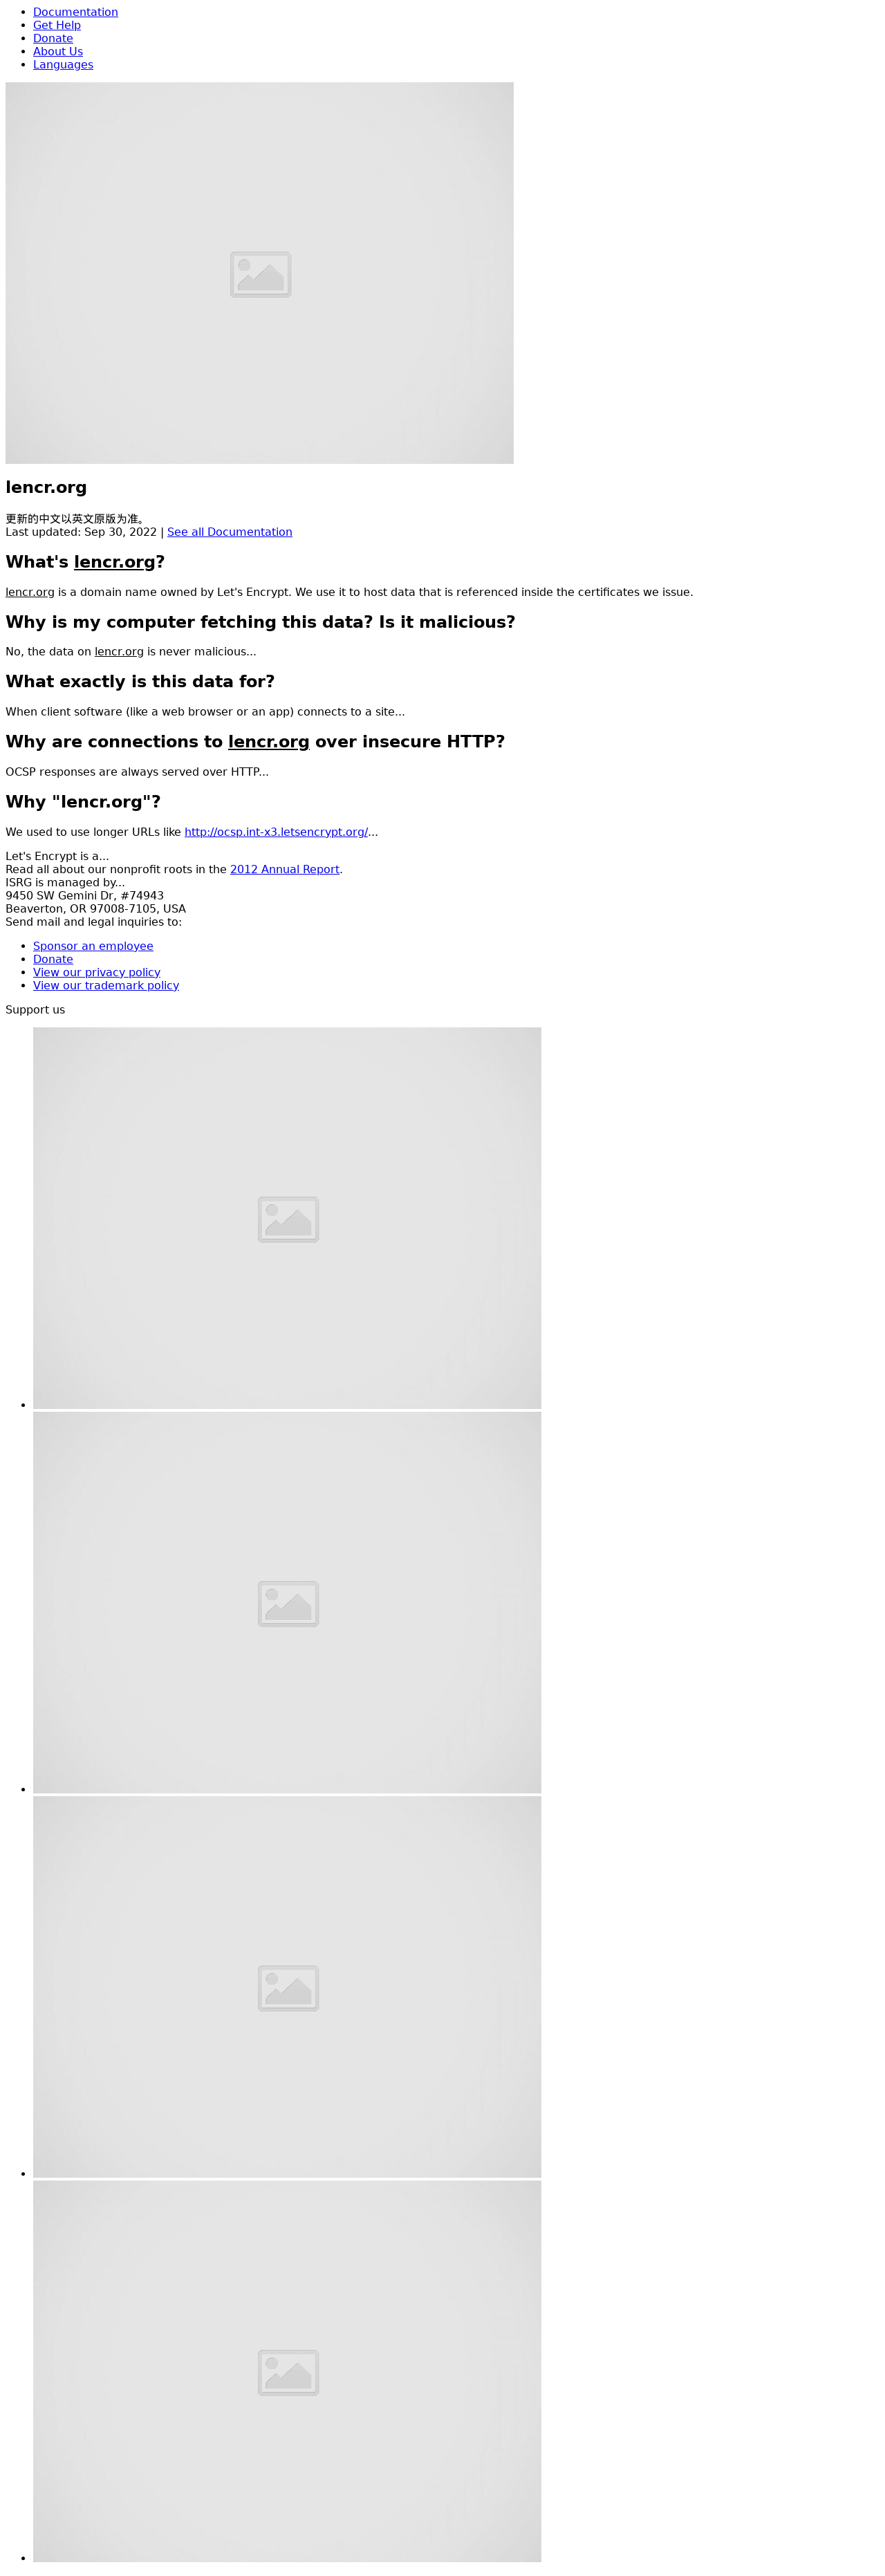 Documentation
Get Help
Donate
About Us
Languages
lencr.org
更新的中文以英文原版为准。
Last updated: Sep 30, 2022 | See all Documentation
What's lencr.org?
lencr.org is a domain name owned by Let's Encrypt. We use it to host data that is referenced inside the certificates we issue.
Why is my computer fetching this data? Is it malicious?
No, the data on lencr.org is never malicious...
What exactly is this data for?
When client software (like a web browser or an app) connects to a site...
Why are connections to lencr.org over insecure HTTP?
OCSP responses are always served over HTTP...
Why "lencr.org"?
We used to use longer URLs like http://ocsp.int-x3.letsencrypt.org/...
Let's Encrypt is a...
Read all about our nonprofit roots in the 2012 Annual Report.
ISRG is managed by...
9450 SW Gemini Dr, #74943
Beaverton, OR 97008-7105, USA
Send mail and legal inquiries to:
Sponsor an employee
Donate
View our privacy policy
View our trademark policy
Support us